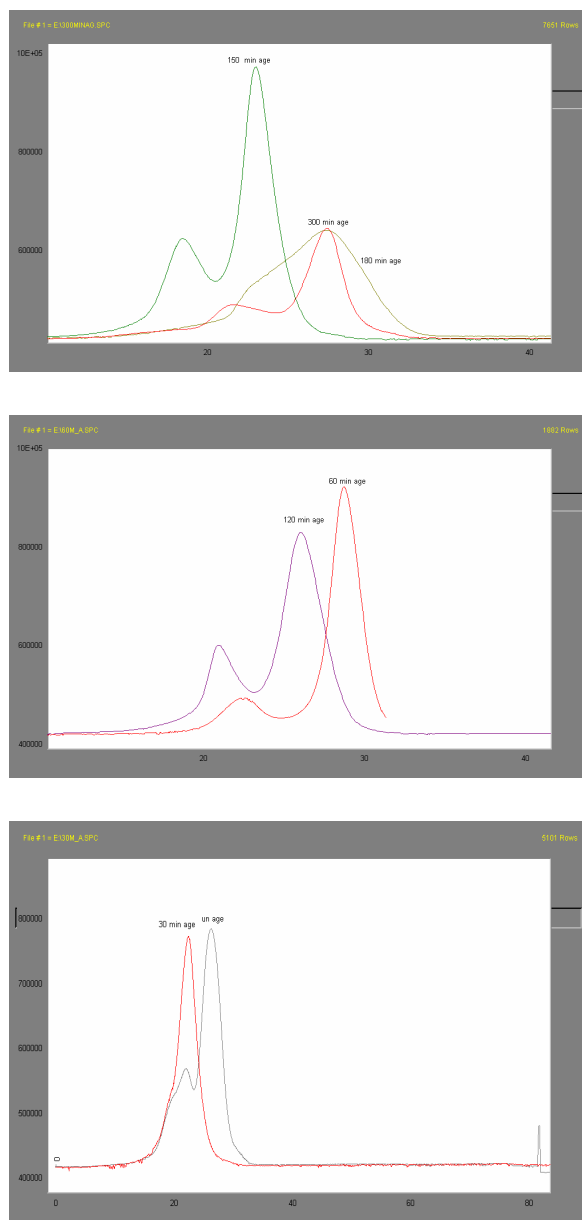 File # 1 = E:\300MINAG.SPC 7651 Rows
10E+05
150 min age
800000
300 min age
600000
180 min age
20 30 40
File # 1 = E:\60M_A.SPC 1882 Rows
10E+05
60 min age
120 min age
800000
600000
400000
20 30 40
File # 1 = E:\30M_A.SPC 5101 Rows
800000
30 min age un age
700000
600000
500000
0
400000
0 20 40 60 80